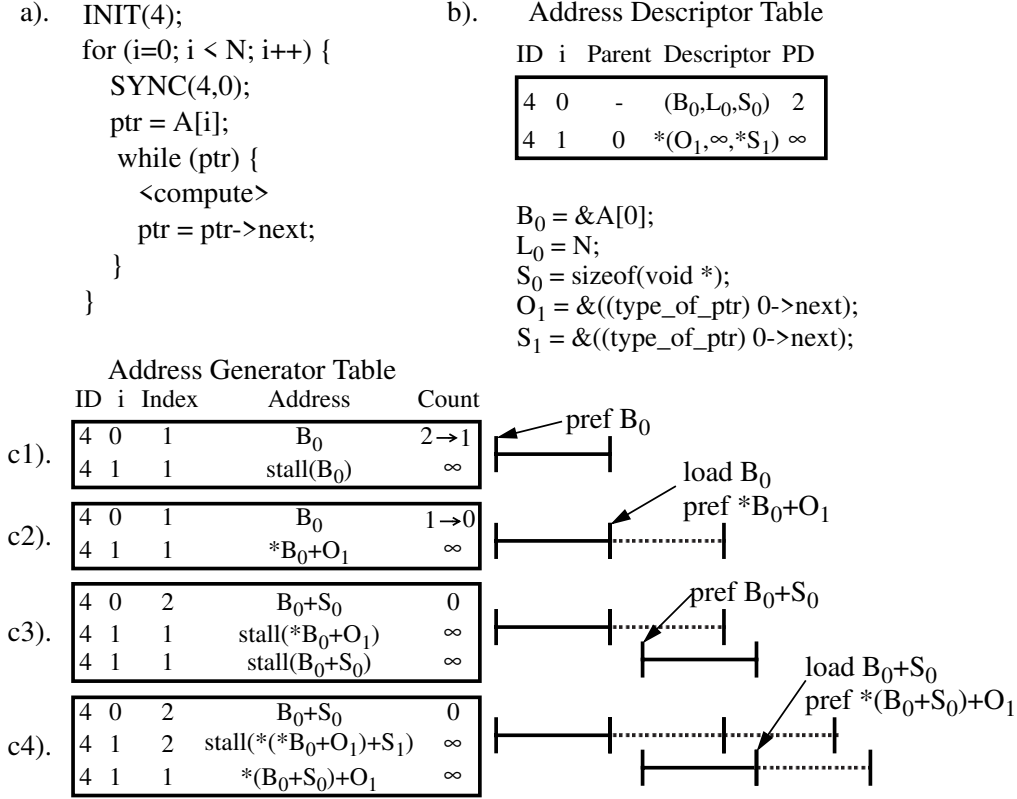 a).
INIT(4);
for (i=0; i < N; i++) {
SYNC(4,0);
ptr = A[i];
while (ptr) {
<compute>
ptr = ptr->next;
}
}
b). Address Descriptor Table
ID i Parent Descriptor PD
4 0 - (B₀,L₀,S₀) 2
4 1 0 *(O₁,∞,*S₁) ∞
B₀ = &A[0];
L₀ = N;
S₀ = sizeof(void *);
O₁ = &((type_of_ptr) 0->next);
S₁ = &((type_of_ptr) 0->next);
Address Generator Table
ID i Index Address Count
c1).
4 0 1 B₀ 2→1
4 1 1 stall(B₀) ∞
pref B₀
c2).
4 0 1 B₀ 1→0
4 1 1 *B₀+O₁ ∞
load B₀
pref *B₀+O₁
c3).
4 0 2 B₀+S₀ 0
4 1 1 stall(*B₀+O₁) ∞
4 1 1 stall(B₀+S₀) ∞
pref B₀+S₀
c4).
4 0 2 B₀+S₀ 0
4 1 2 stall(*(*B₀+O₁)+S₁) ∞
4 1 1 *(B₀+S₀)+O₁ ∞
load B₀+S₀
pref *(B₀+S₀)+O₁